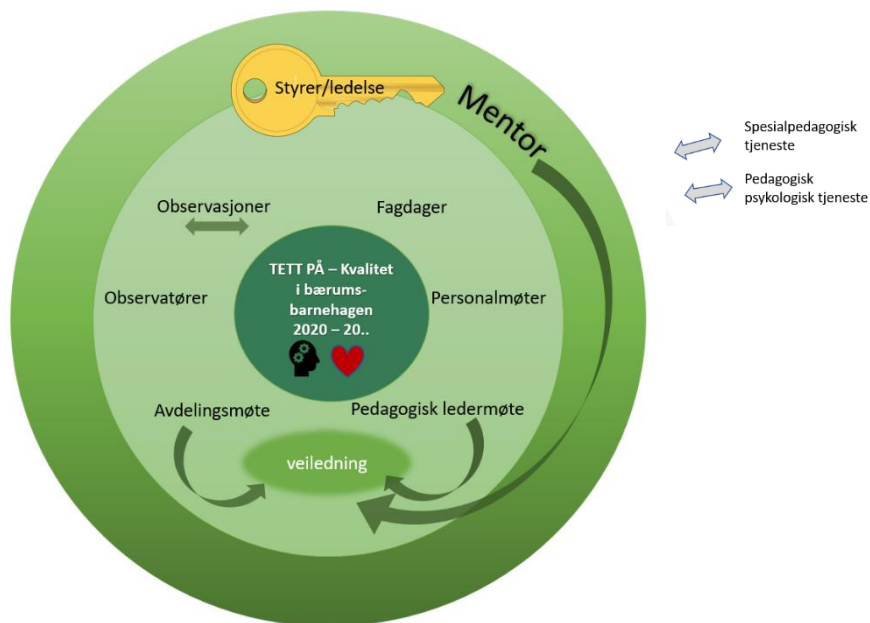 Styrer/ledelse
Mentor
Spesialpedagogisk
tjeneste
Pedagogisk
psykologisk tjeneste
Observasjoner
Fagdager
TETT PÅ – Kvalitet
i bærums-
barnehagen
2020 – 20..
Observatører
Personalmøter
Avdelingsmøte
Pedagogisk ledermøte
veiledning